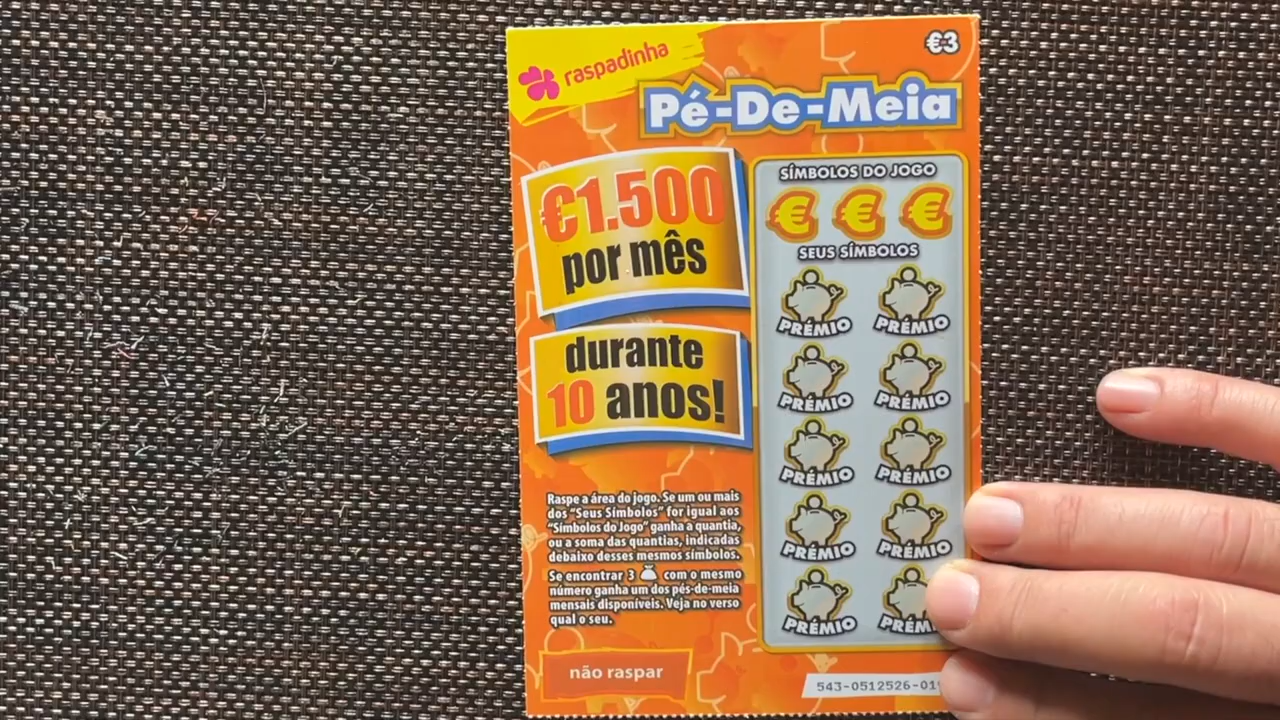 raspadinha
€3
Pé-De-Meia
€1.500
por mês
durante
10 anos!
Raspe a área do jogo. Se um ou mais
dos "Seus Símbolos" for igual aos
"Símbolos do Jogo" ganha a quantia,
ou a soma das quantias, indicadas
debaixo desses mesmos símbolos.
Se encontrar 3 com o mesmo
número ganha um dos pés-de-meia
mensais disponíveis. Veja no verso
qual o seu.
não raspar
SÍMBOLOS DO JOGO
€ € €
SEUS SÍMBOLOS
PRÉMIO PRÉMIO
PRÉMIO PRÉMIO
PRÉMIO PRÉMIO
PRÉMIO PRÉMIO
PRÉMIO PRÉM
543-0512526-01